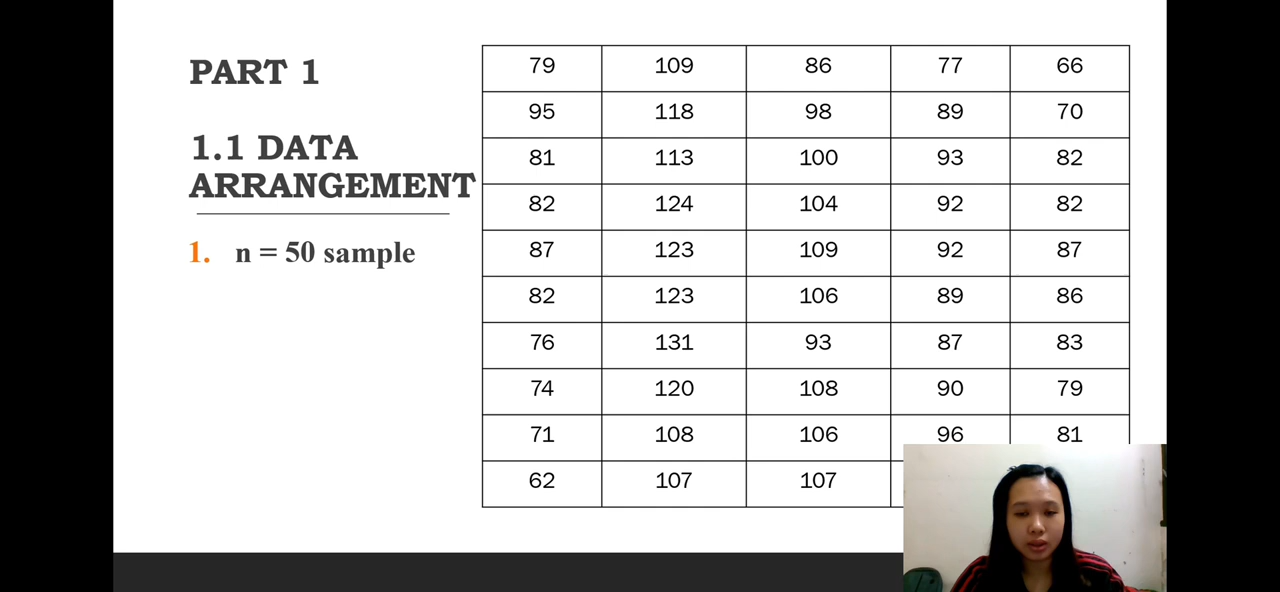 PART 1
1.1 DATA
ARRANGEMENT
1. n = 50 sample
79 109 86 77 66
95 118 98 89 70
81 113 100 93 82
82 124 104 92 82
87 123 109 92 87
82 123 106 89 86
76 131 93 87 83
74 120 108 90 79
71 108 106 96 81
62 107 107